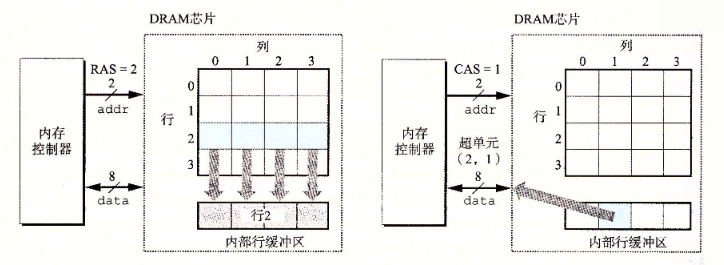 DRAM芯片
列
0 1 2 3
RAS = 2
2
addr
行
0
1
2
3
内存
控制器
8
data
行2
内部行缓冲区
DRAM芯片
列
0 1 2 3
CAS = 1
2
addr
行
0
1
2
3
内存
控制器
超单元
(2, 1)
8
data
内部行缓冲区